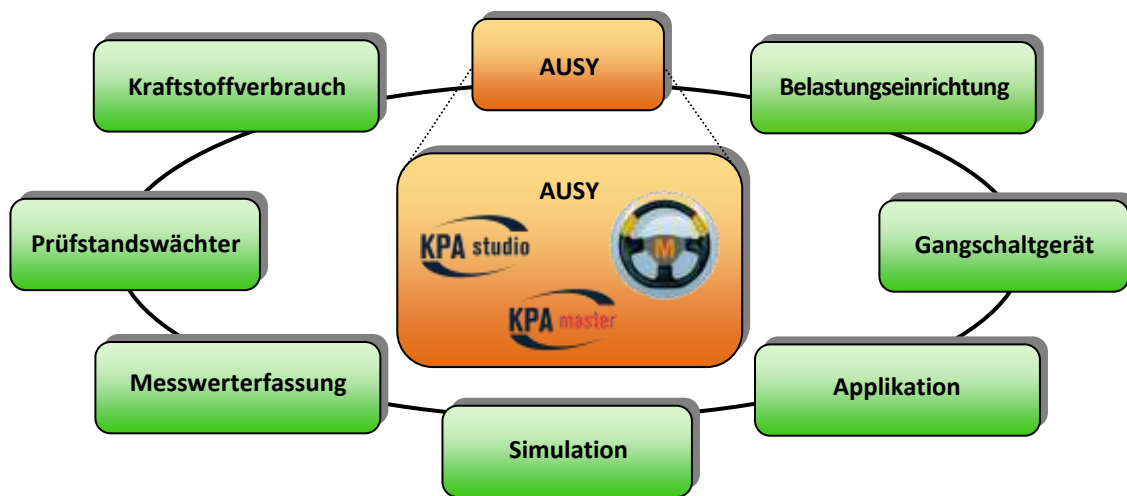 AUSY
Kraftstoffverbrauch
Belastungseinrichtung
AUSY
KPA studio
M
Prüfstandswächter
Gangschaltgerät
KPA master
Messwerterfassung
Applikation
Simulation